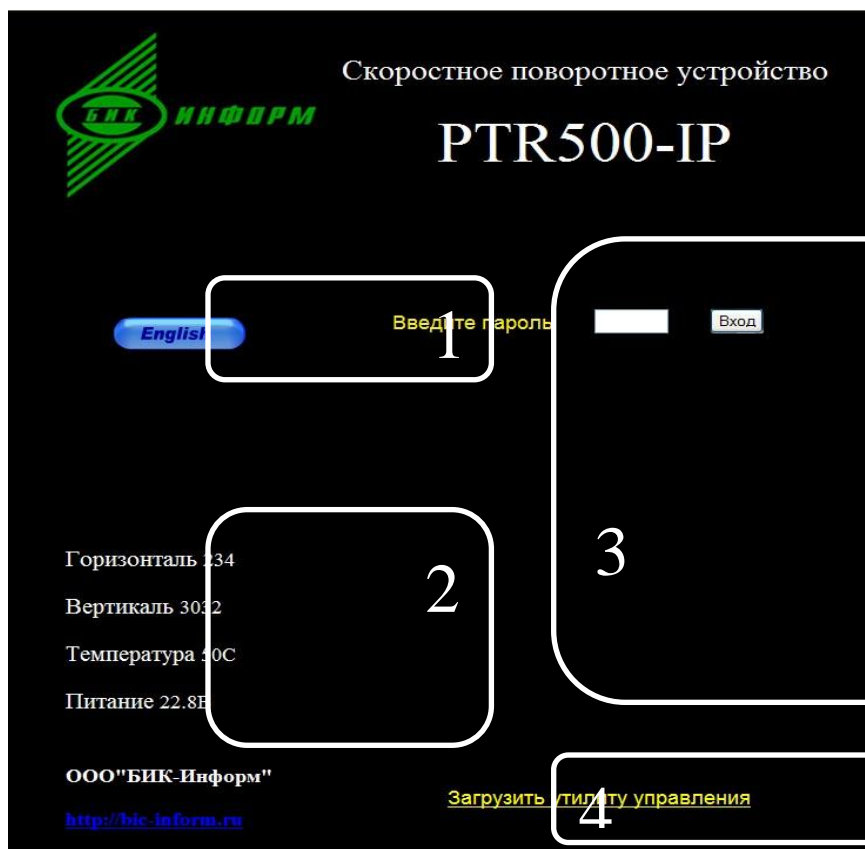 БИК ИНФОРМ
Скоростное поворотное устройство
PTR500-IP
English
Введите пароль
Вход
1
2
3
Горизонталь 234
Вертикаль 3032
Температура 50C
Питание 22.8В
ООО"БИК-Информ"
http://bic-inform.ru
Загрузить утилиту управления
4